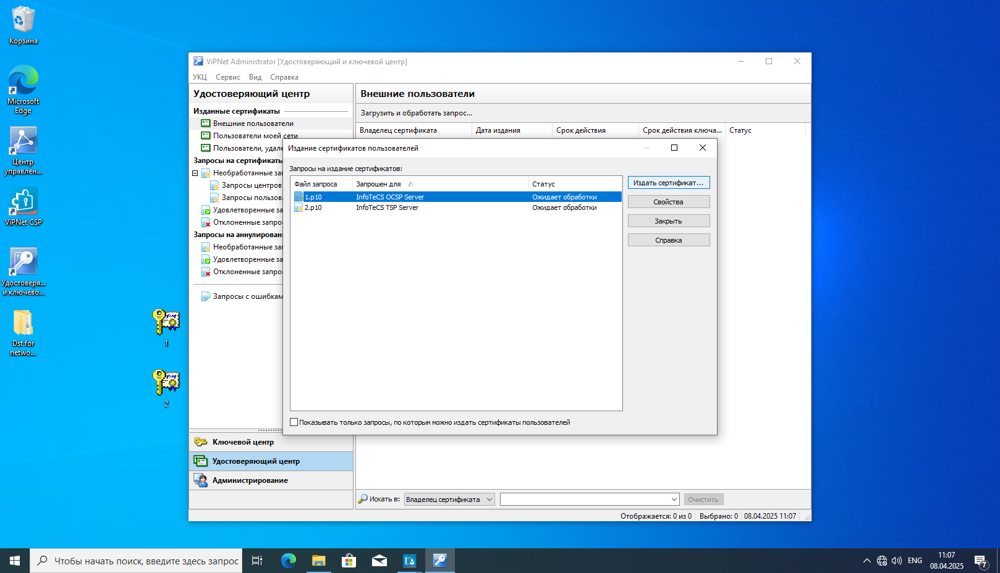 Корзина
Microsoft
Edge
Центр
управлен...
ViPNet CSP
Удостоверя...
и ключево...
Dst for
netwo...
1
2
ViPNet Administrator [Удостоверяющий и ключевой центр]
УКЦ Сервис Вид Справка
Удостоверяющий центр
Изданные сертификаты
Внешние пользователи
Пользователи моей сети
Пользователи, удале
Запросы на сертификаты
Необработанные за
Запросы центров
Запросы пользов
Удовлетворенные за
Отклоненные запро
Запросы на аннулирован
Необработанные за
Удовлетворенные за
Отклоненные запро
Запросы с ошибкам
Ключевой центр
Удостоверяющий центр
Администрирование
Внешние пользователи
Загрузить и обработать запрос...
Владелец сертификата Дата издания Срок действия Срок действия ключа... Статус
Издание сертификатов пользователей
Запросы на издание сертификатов:
Файл запроса Запрошен для Статус
1.p10 InfoTeCS OCSP Server Ожидает обработки
2.p10 InfoTeCS TSP Server Ожидает обработки
Издать сертификат...
Свойства
Закрыть
Справка
Показывать только запросы, по которым можно издать сертификаты пользователей
Искать в: Владелец сертификата Очистить
Отображается: 0 из 0 Выбрано: 0 08.04.2025 11:07
Чтобы начать поиск, введите здесь запрос
ENG
11:07
08.04.2025
7